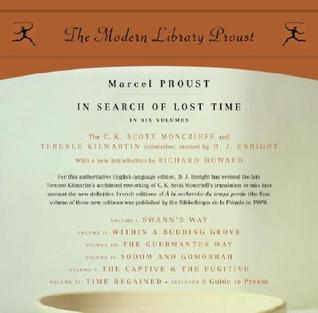 The Modern Library Proust
Marcel PROUST
IN SEARCH OF LOST TIME
IN SIX VOLUMES
The C. K. SCOTT MONCRIEFF and
TERENCE KILMARTIN translation, revised by D. J. ENRIGHT
With a new Introduction by RICHARD HOWARD
For this authoritative English-language edition, D. J. Enright has revised the late
Terence Kilmartin's acclaimed reworking of C. K. Scott Moncrieff's translation to take into
account the new definitive French editions of A la recherche du temps perdu (the final
volume of these new editions was published by the Bibliothèque de la Pléiade in 1989).
VOLUME I: SWANN'S WAY
VOLUME II: WITHIN A BUDDING GROVE
VOLUME III: THE GUERMANTES WAY
VOLUME IV: SODOM AND GOMORRAH
VOLUME V: THE CAPTIVE & THE FUGITIVE
VOLUME VI: TIME REGAINED • INCLUDES A Guide to Proust